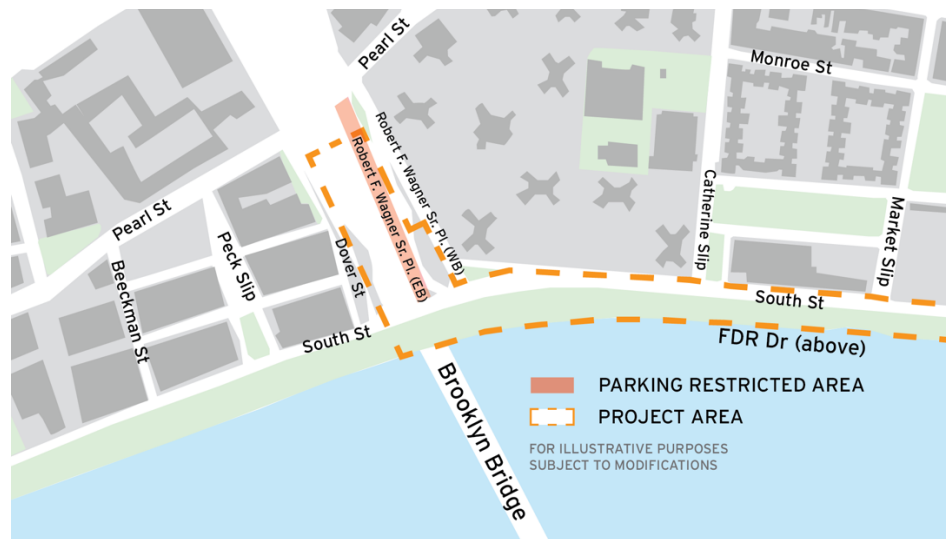 Pearl St
Monroe St
Robert F. Wagner Sr. Pl. (WB)
Robert F. Wagner Sr. Pl. (EB)
Pearl St
Catherine Slip
Market Slip
Peck Slip
Dover St
Beeckman St
South St
South St
FDR Dr (above)
Brooklyn Bridge
PARKING RESTRICTED AREA
PROJECT AREA
FOR ILLUSTRATIVE PURPOSES
SUBJECT TO MODIFICATIONS